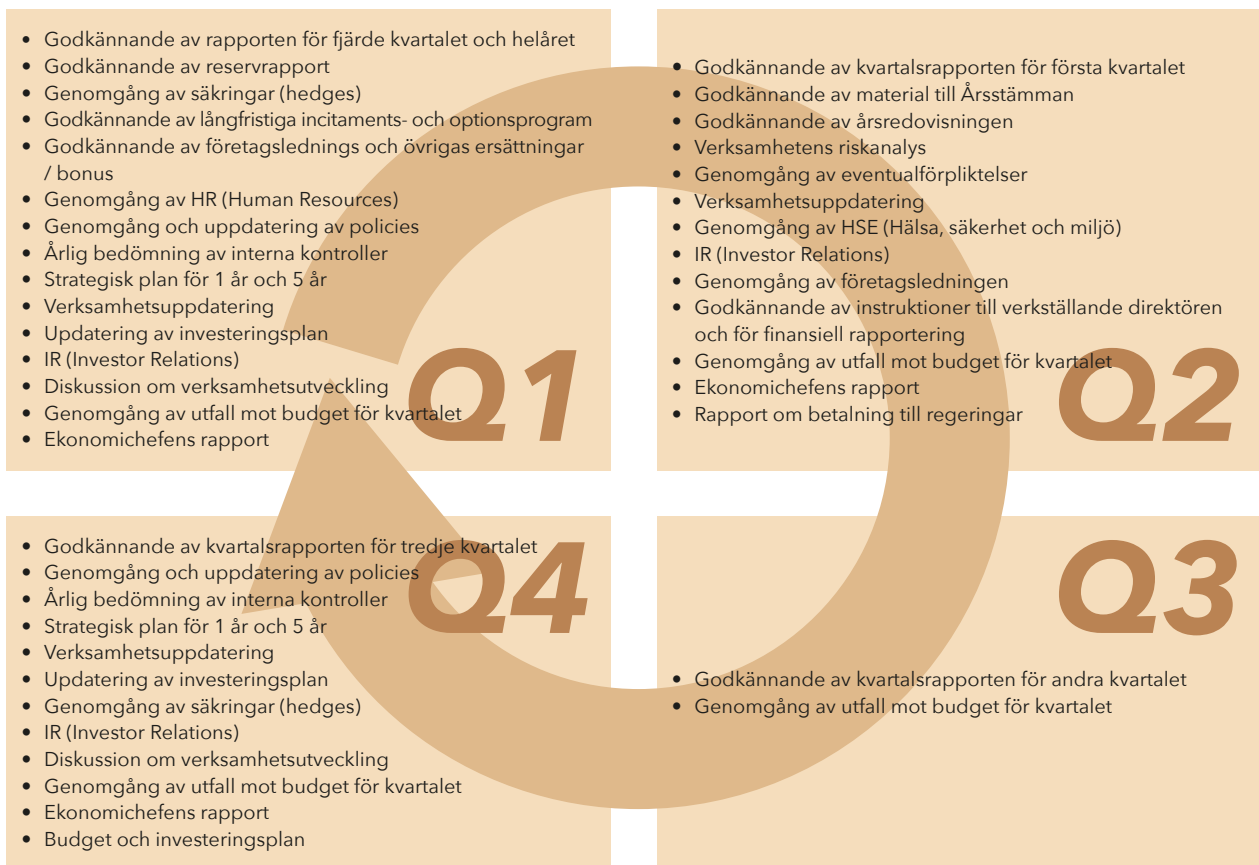 • Godkännande av rapporten för fjärde kvartalet och helåret
• Godkännande av reservrapport
• Genomgång av säkringar (hedges)
• Godkännande av långfristiga incitaments- och optionsprogram
• Godkännande av företagslednings och övrigas ersättningar
/ bonus
• Genomgång av HR (Human Resources)
• Genomgång och uppdatering av policies
• Årlig bedömning av interna kontroller
• Strategisk plan för 1 år och 5 år
• Verksamhetsuppdatering
• Updatering av investeringsplan
• IR (Investor Relations)
• Diskussion om verksamhetsutveckling
• Genomgång av utfall mot budget för kvartalet
• Ekonomichefens rapport
Q1
• Godkännande av kvartalsrapporten för första kvartalet
• Godkännande av material till Årsstämman
• Godkännande av årsredovisningen
• Verksamhetens riskanalys
• Genomgång av eventualförpliktelser
• Verksamhetsuppdatering
• Genomgång av HSE (Hälsa, säkerhet och miljö)
• IR (Investor Relations)
• Genomgång av företagsledningen
• Godkännande av instruktioner till verkställande direktören
och för finansiell rapportering
• Genomgång av utfall mot budget för kvartalet
• Ekonomichefens rapport
• Rapport om betalning till regeringar
Q2
• Godkännande av kvartalsrapporten för tredje kvartalet
• Genomgång och uppdatering av policies
• Årlig bedömning av interna kontroller
• Strategisk plan för 1 år och 5 år
• Verksamhetsuppdatering
• Updatering av investeringsplan
• Genomgång av säkringar (hedges)
• IR (Investor Relations)
• Diskussion om verksamhetsutveckling
• Genomgång av utfall mot budget för kvartalet
• Ekonomichefens rapport
• Budget och investeringsplan
Q4
Q3
• Godkännande av kvartalsrapporten för andra kvartalet
• Genomgång av utfall mot budget för kvartalet